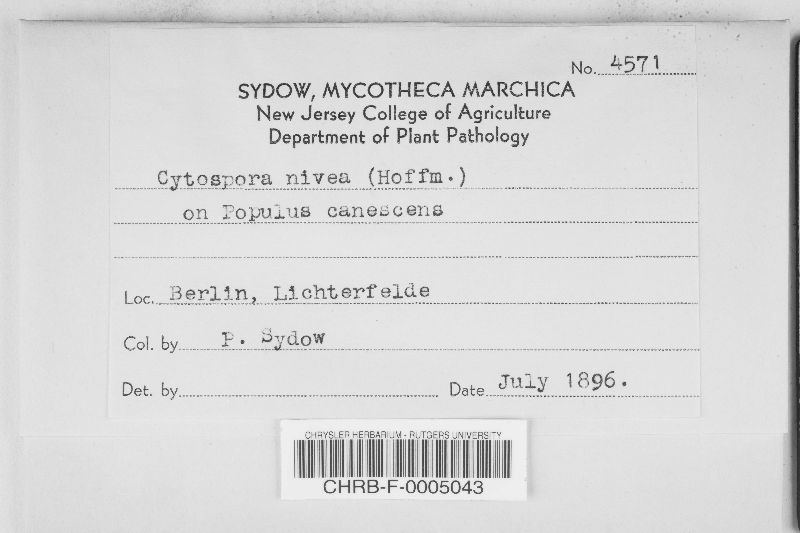 No. 4571
SYDOW, MYCOTHECA MARCHICA
New Jersey College of Agriculture
Department of Plant Pathology
Cytospora nivea (Hoffm.)
on Populus canescens
Loc. Berlin, Lichterfelde
Col. by P. Sydow
Det. by
Date July 1896.
CHRYSLER HERBARIUM - RUTGERS UNIVERSITY
CHRB-F-0005043